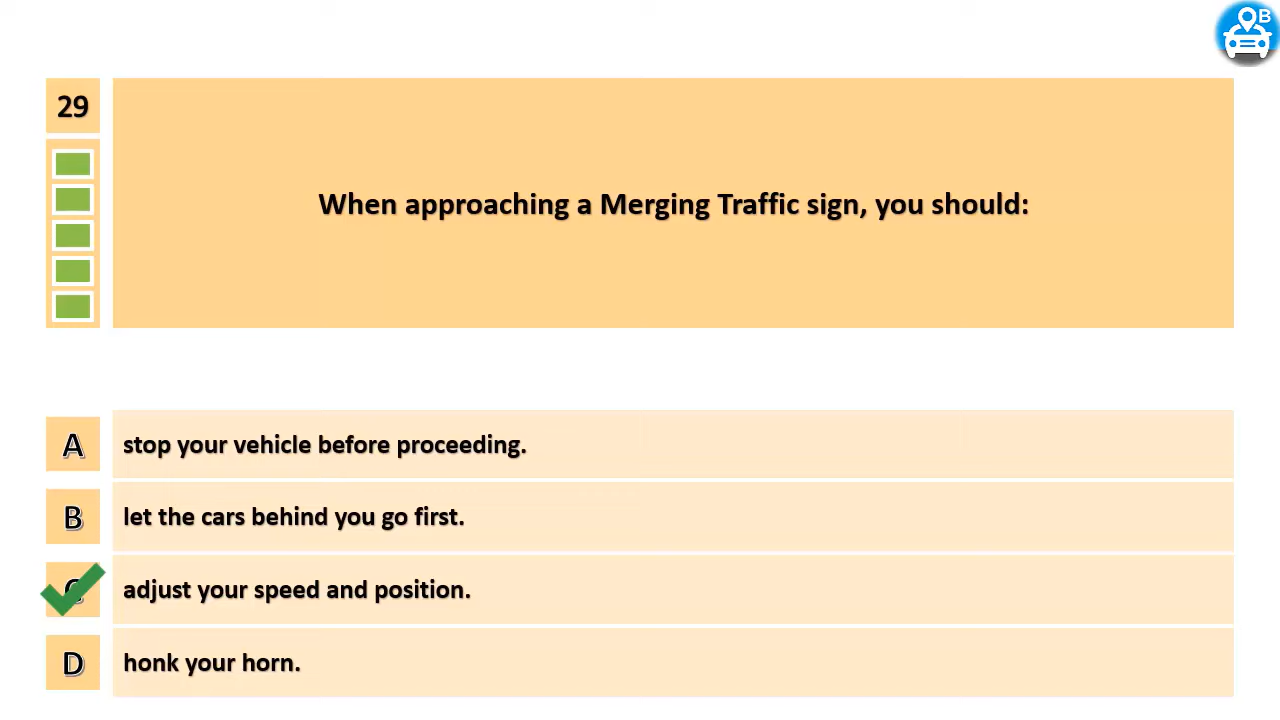 B
29
When approaching a Merging Traffic sign, you should:
A
stop your vehicle before proceeding.
B
let the cars behind you go first.
C
adjust your speed and position.
D
honk your horn.